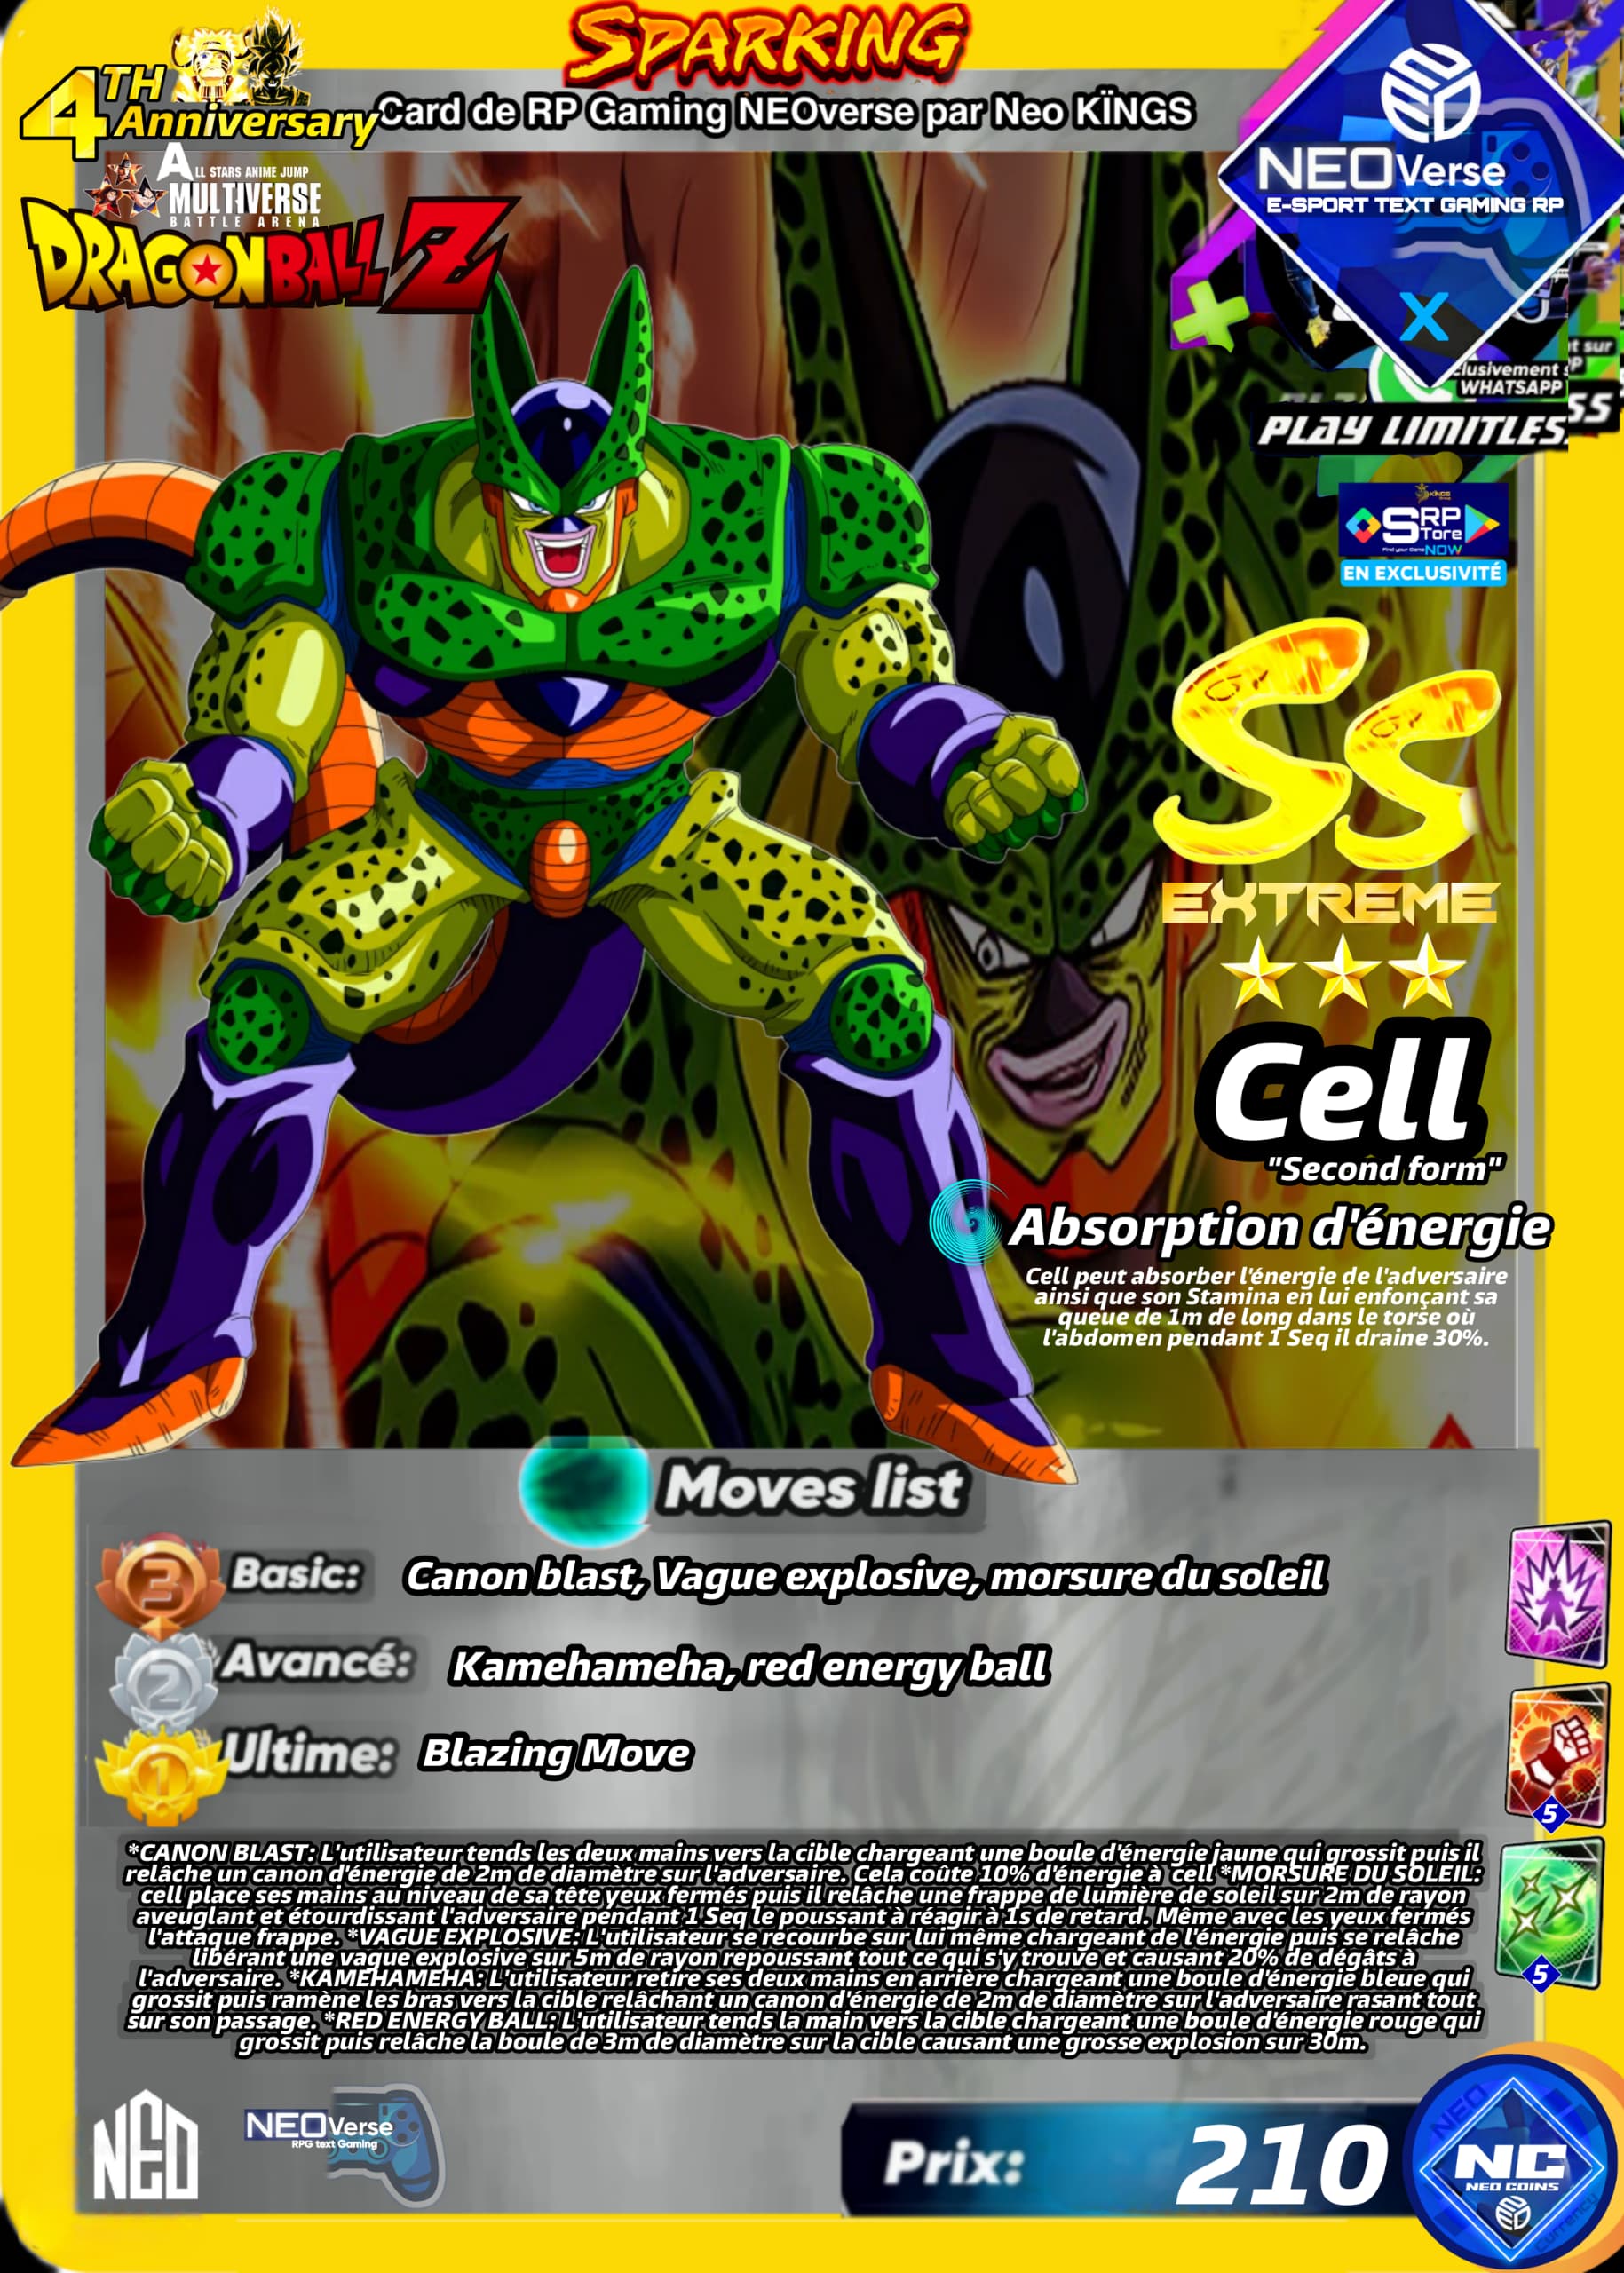 SPARKING
4TH
Anniversary
Card de RP Gaming NEOverse par Neo KÏNGS
ALL STARS ANIME JUMP
MULTIVERSE
BATTLE ARENA
DRAGONBALL Z
NEOVerse
E-SPORT TEXT GAMING RP
X
t sur
clusivement
WHATSAPP
SS
PLAY LIMITLES
KINGS
SRP
Tore
Find your Game NOW
EN EXCLUSIVITÉ
Ss
EXTREME
Cell
"Second form"
Absorption d'énergie
Cell peut absorber l'énergie de l'adversaire
ainsi que son Stamina en lui enfonçant sa
queue de 1m de long dans le torse où
l'abdomen pendant 1 Seq il draine 30%.
Moves list
3 Basic: Canon blast, Vague explosive, morsure du soleil
2 Avancé: Kamehameha, red energy ball
1 Ultime: Blazing Move
5
5
*CANON BLAST: L'utilisateur tends les deux mains vers la cible chargeant une boule d'énergie jaune qui grossit puis il
relâche un canon d'énergie de 2m de diamètre sur l'adversaire. Cela coûte 10% d'énergie à cell *MORSURE DU SOLEIL:
cell place ses mains au niveau de sa tête yeux fermés puis il relâche une frappe de lumière de soleil sur 2m de rayon
aveuglant et étourdissant l'adversaire pendant 1 Seq le poussant à réagir à 1s de retard. Même avec les yeux fermés
l'attaque frappe. *VAGUE EXPLOSIVE: L'utilisateur se recourbe sur lui même chargeant de l'énergie puis se relâche
libérant une vague explosive sur 5m de rayon repoussant tout ce qui s'y trouve et causant 20% de dégâts à
l'adversaire. *KAMEHAMEHA: L'utilisateur retire ses deux mains en arrière chargeant une boule d'énergie bleue qui
grossit puis ramène les bras vers la cible relâchant un canon d'énergie de 2m de diamètre sur l'adversaire rasant tout
sur son passage. *RED ENERGY BALL: L'utilisateur tends la main vers la cible chargeant une boule d'énergie rouge qui
grossit puis relâche la boule de 3m de diamètre sur la cible causant une grosse explosion sur 30m.
NEO
NEOVerse
RPG text Gaming
Prix: 210
NC
NEO COINS